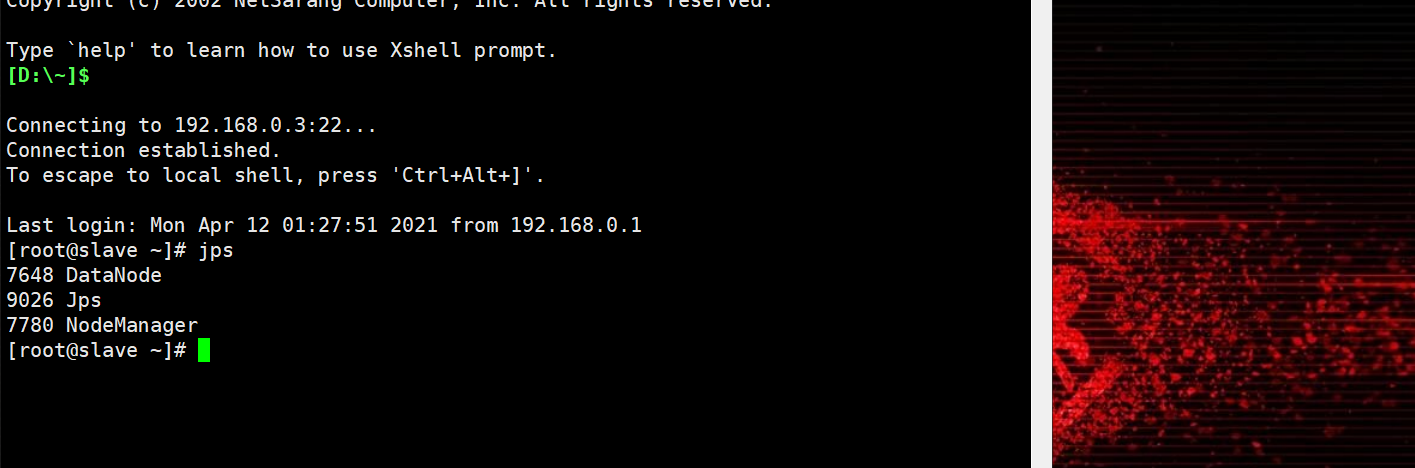 Copyright (c) 2002 NetSarang Computer, Inc. All rights reserved.
Type `help' to learn how to use Xshell prompt.
[D:\~]$
Connecting to 192.168.0.3:22...
Connection established.
To escape to local shell, press 'Ctrl+Alt+]'.
Last login: Mon Apr 12 01:27:51 2021 from 192.168.0.1
[root@slave ~]# jps
7648 DataNode
9026 Jps
7780 NodeManager
[root@slave ~]#